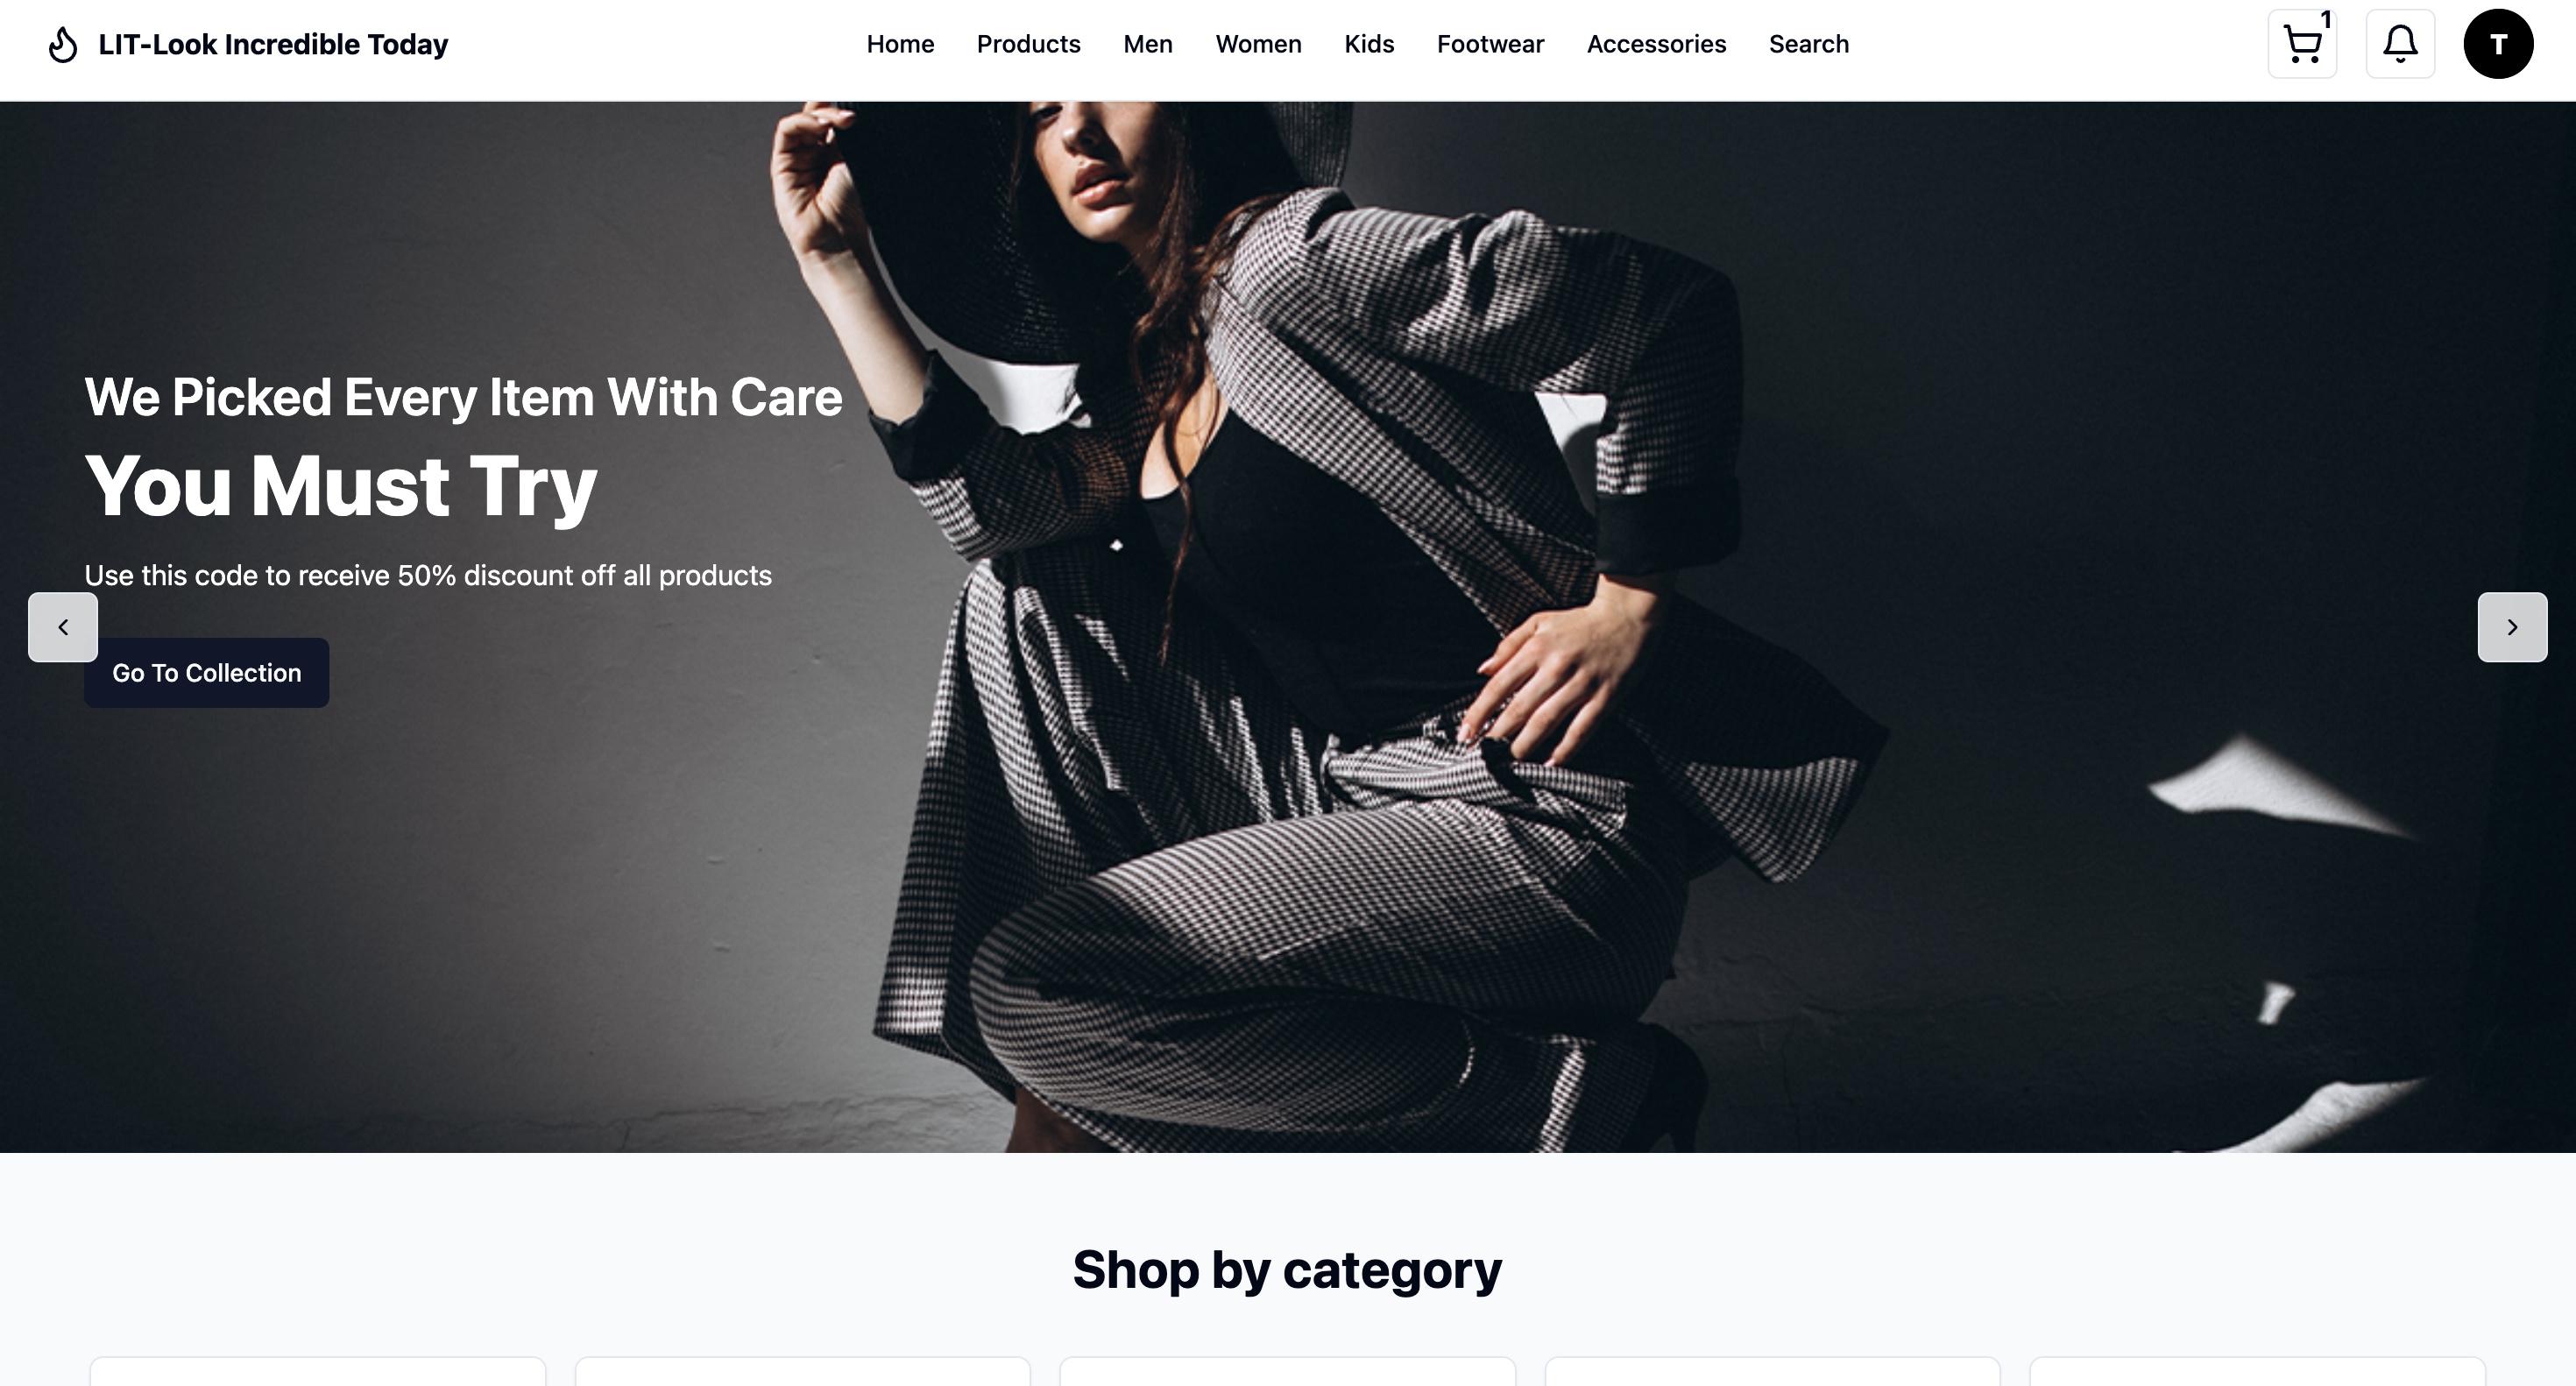 LIT-Look Incredible Today
Home Products Men Women Kids Footwear Accessories Search
1
T
We Picked Every Item With Care
You Must Try
Use this code to receive 50% discount off all products
Go To Collection
Shop by category